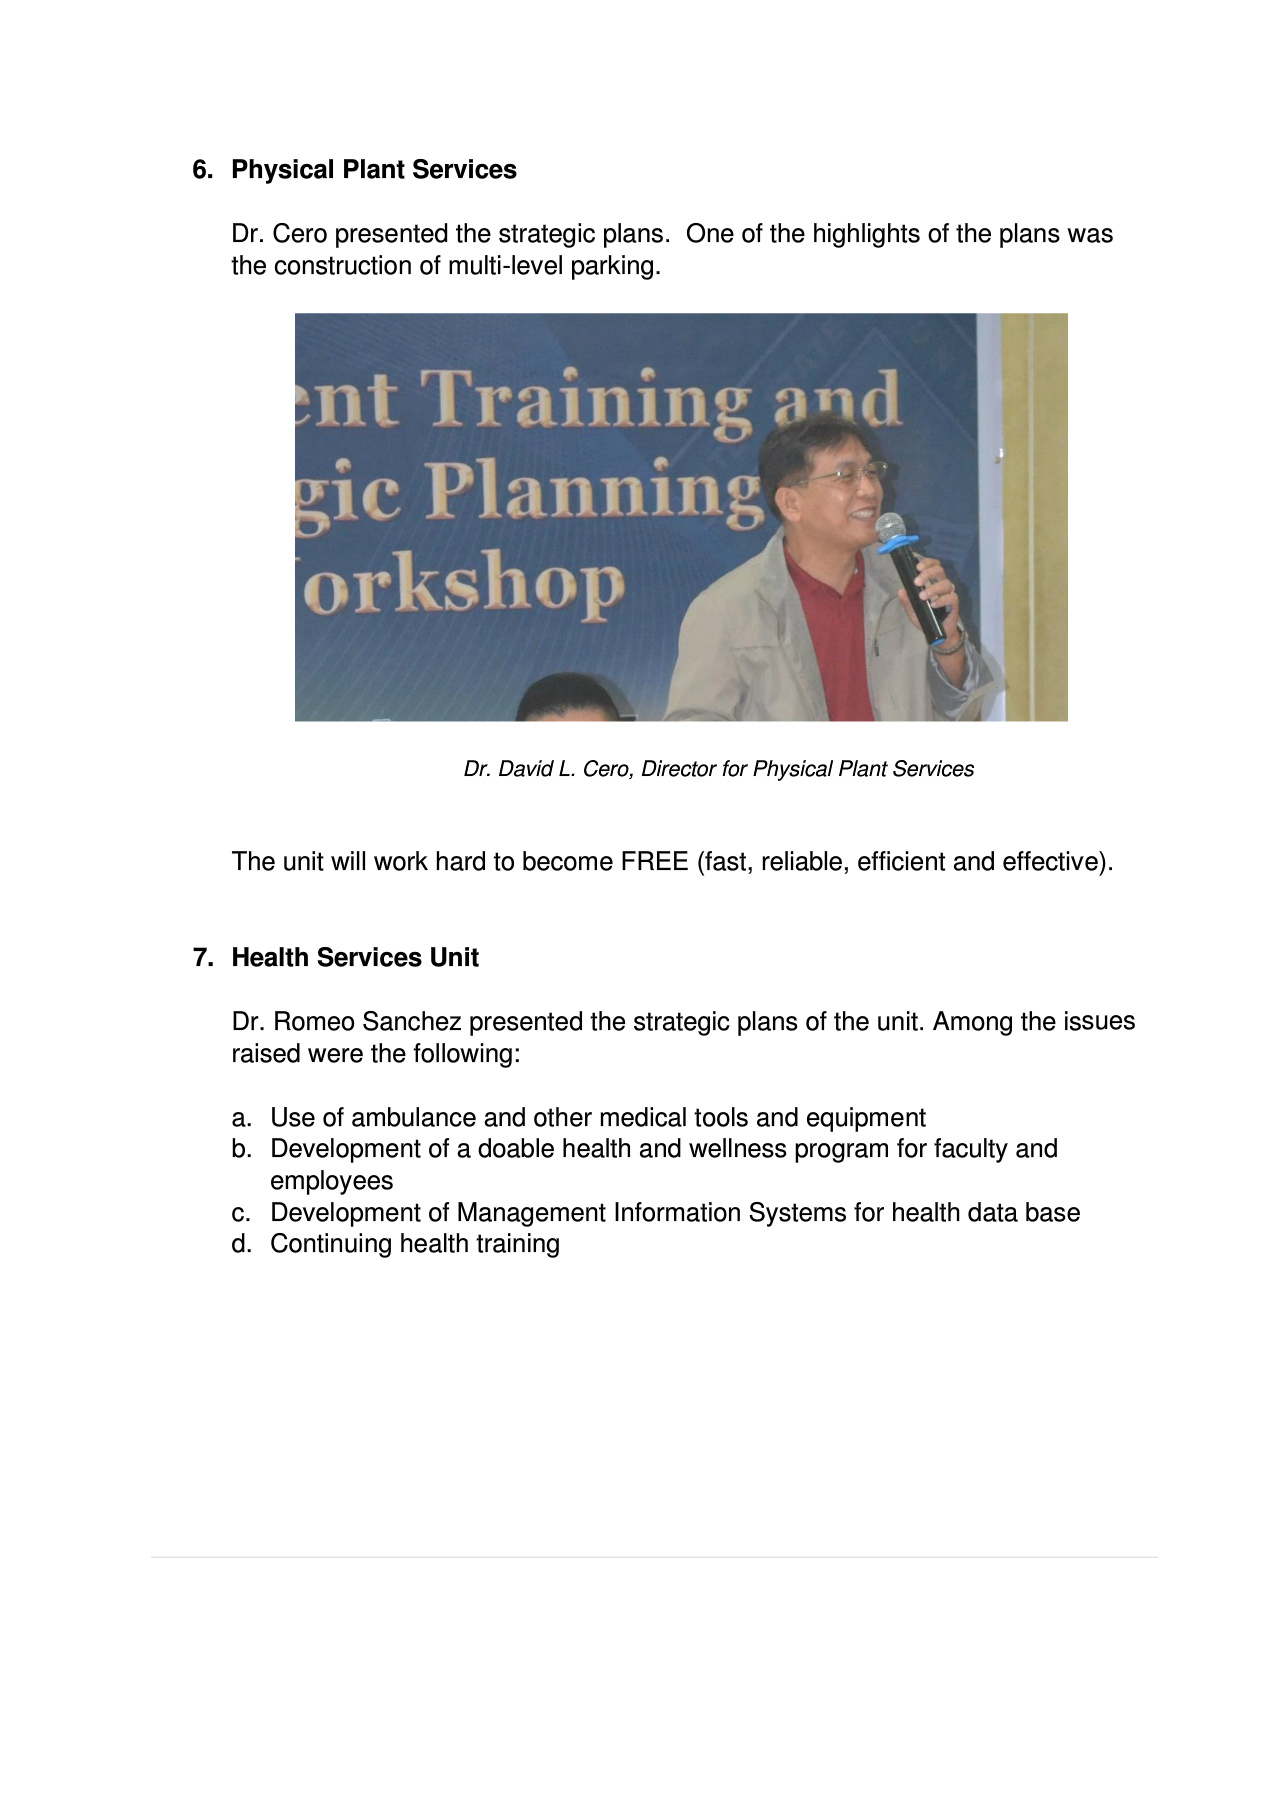 6. Physical Plant Services
Dr. Cero presented the strategic plans.  One of the highlights of the plans was
the construction of multi-level parking.
ent Training and
gic Planning
orkshop
Dr. David L. Cero, Director for Physical Plant Services
The unit will work hard to become FREE (fast, reliable, efficient and effective).
7. Health Services Unit
Dr. Romeo Sanchez presented the strategic plans of the unit. Among the issues
raised were the following:
a. Use of ambulance and other medical tools and equipment
b. Development of a doable health and wellness program for faculty and
employees
c. Development of Management Information Systems for health data base
d. Continuing health training